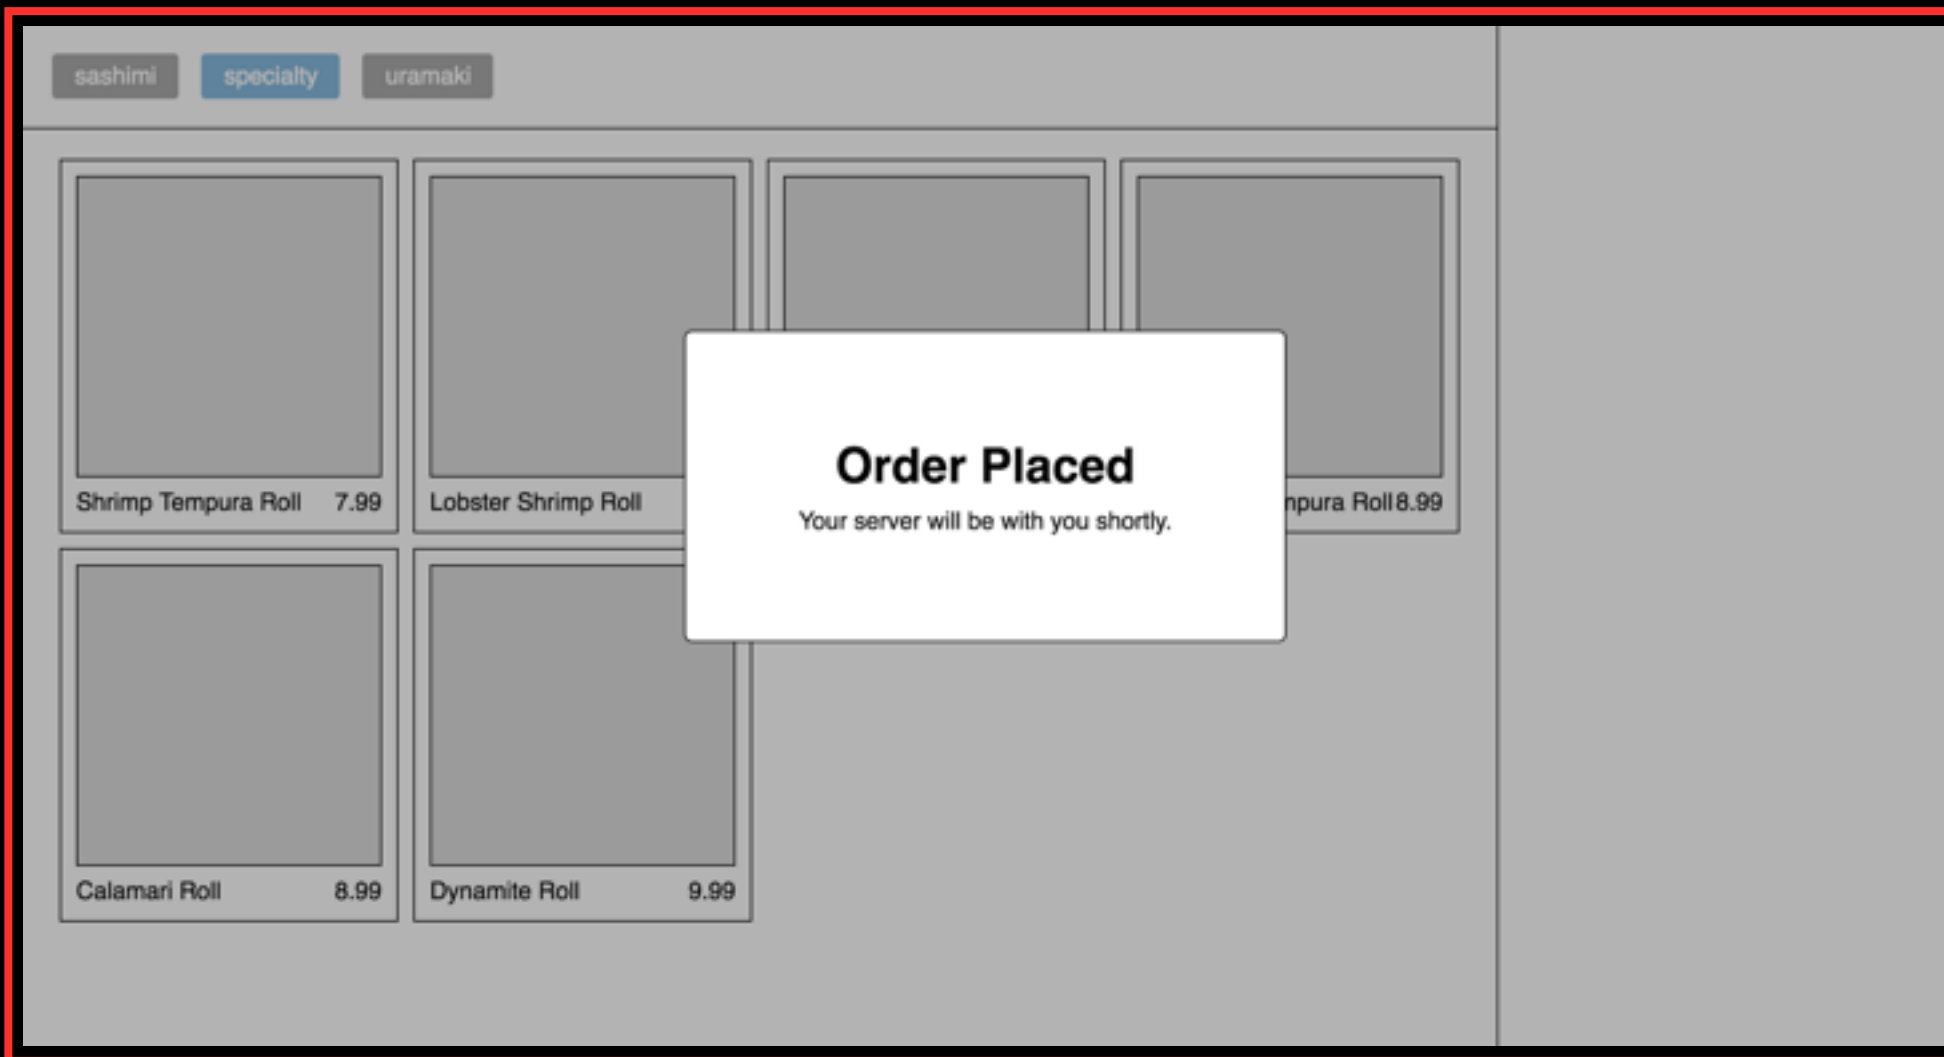 sashimi specialty uramaki
Shrimp Tempura Roll 7.99
Lobster Shrimp Roll
Roll 8.99
Order Placed
Your server will be with you shortly.
Calamari Roll 8.99
Dynamite Roll 9.99